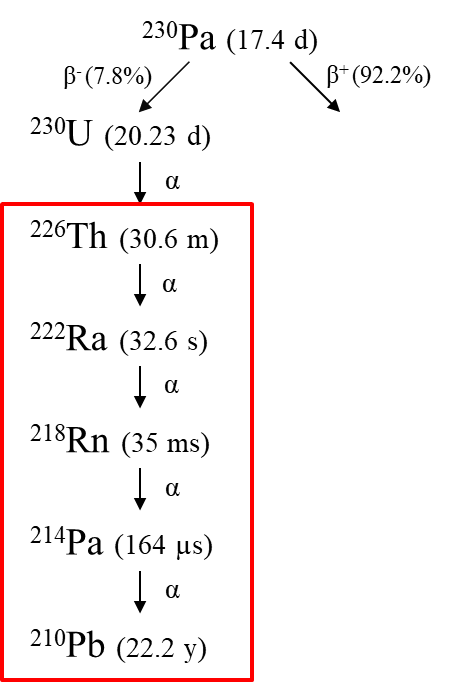 ²³⁰Pa (17.4 d)
β⁻ (7.8%)
β⁺ (92.2%)
²³⁰U (20.23 d)
α
²²⁶Th (30.6 m)
α
²²²Ra (32.6 s)
α
²¹⁸Rn (35 ms)
α
²¹⁴Pa (164 μs)
α
²¹⁰Pb (22.2 y)